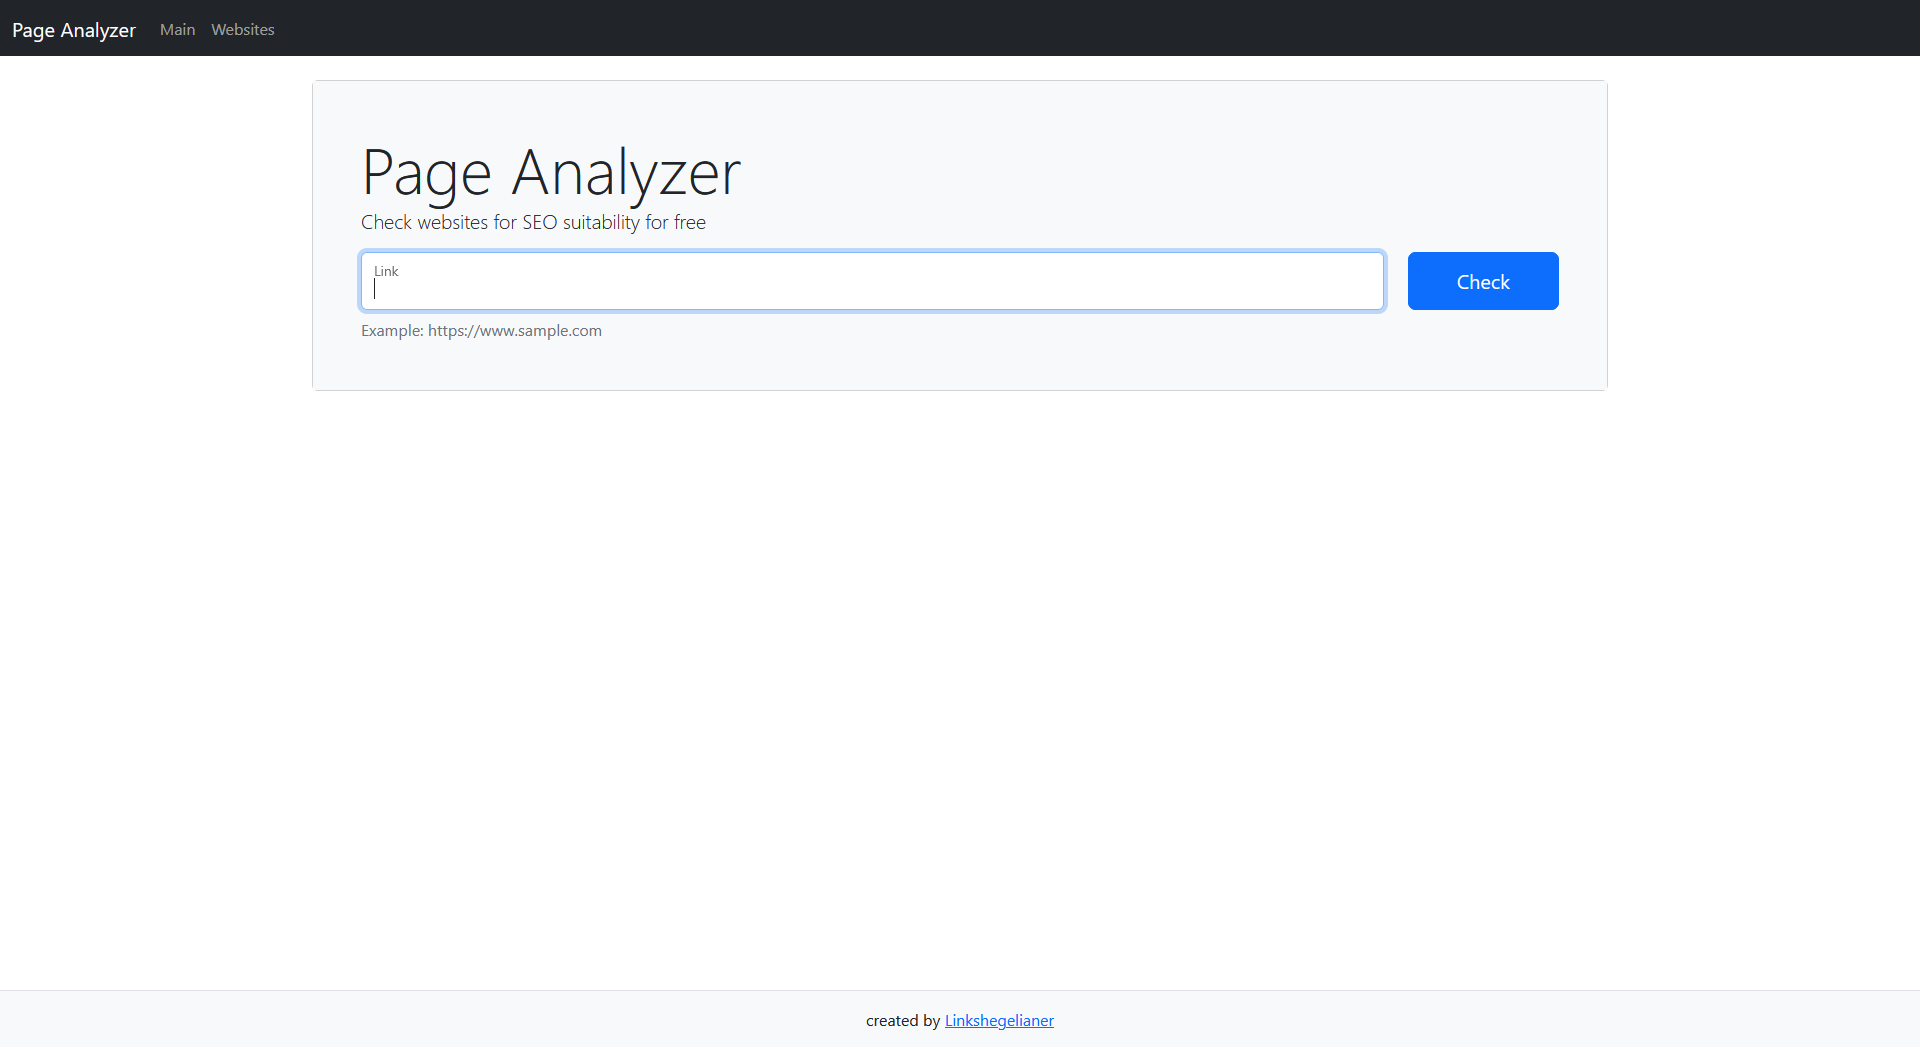 Page Analyzer Main Websites
Page Analyzer
Check websites for SEO suitability for free
Link
Check
Example: https://www.sample.com
created by Linkshegelianer